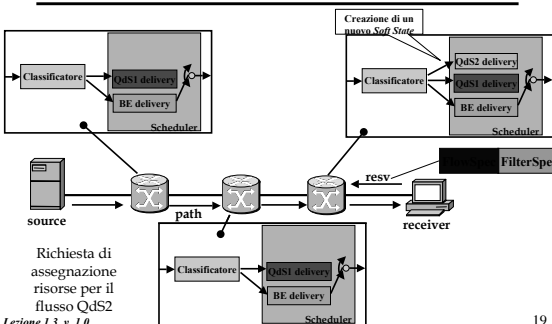 Creazione di un
nuovo Soft State
Classificatore
QdS1 delivery
BE delivery
Scheduler
Classificatore
QdS2 delivery
QdS1 delivery
BE delivery
Scheduler
resv
FlowSpec FilterSpe
source
path
receiver
Richiesta di
assegnazione
risorse per il
flusso QdS2
Classificatore
QdS1 delivery
BE delivery
Scheduler
Lezione 1.3, v. 1.0
19